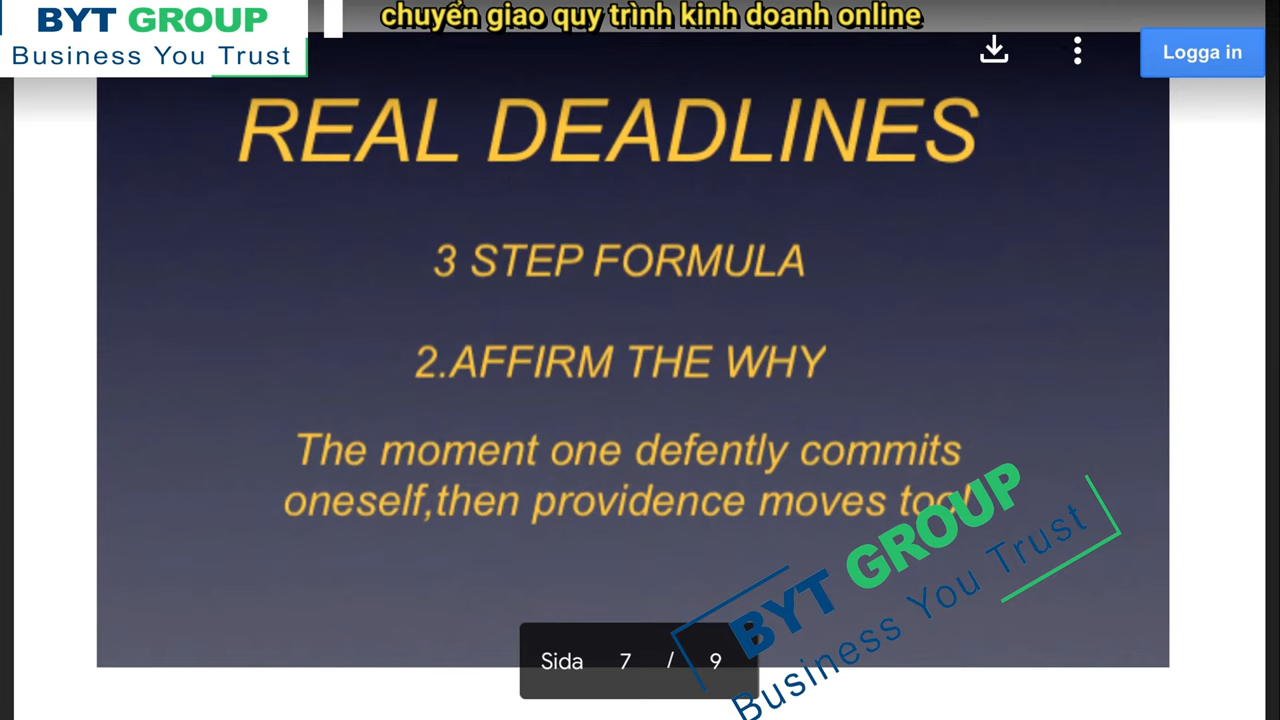 BYT GROUP
Business You Trust
chuyển giao quy trình kinh doanh online
Logga in
REAL DEADLINES
3 STEP FORMULA
2.AFFIRM THE WHY
The moment one defently commits
oneself,then providence moves too!
BYT GROUP
Business You Trust
Sida 7 / 9